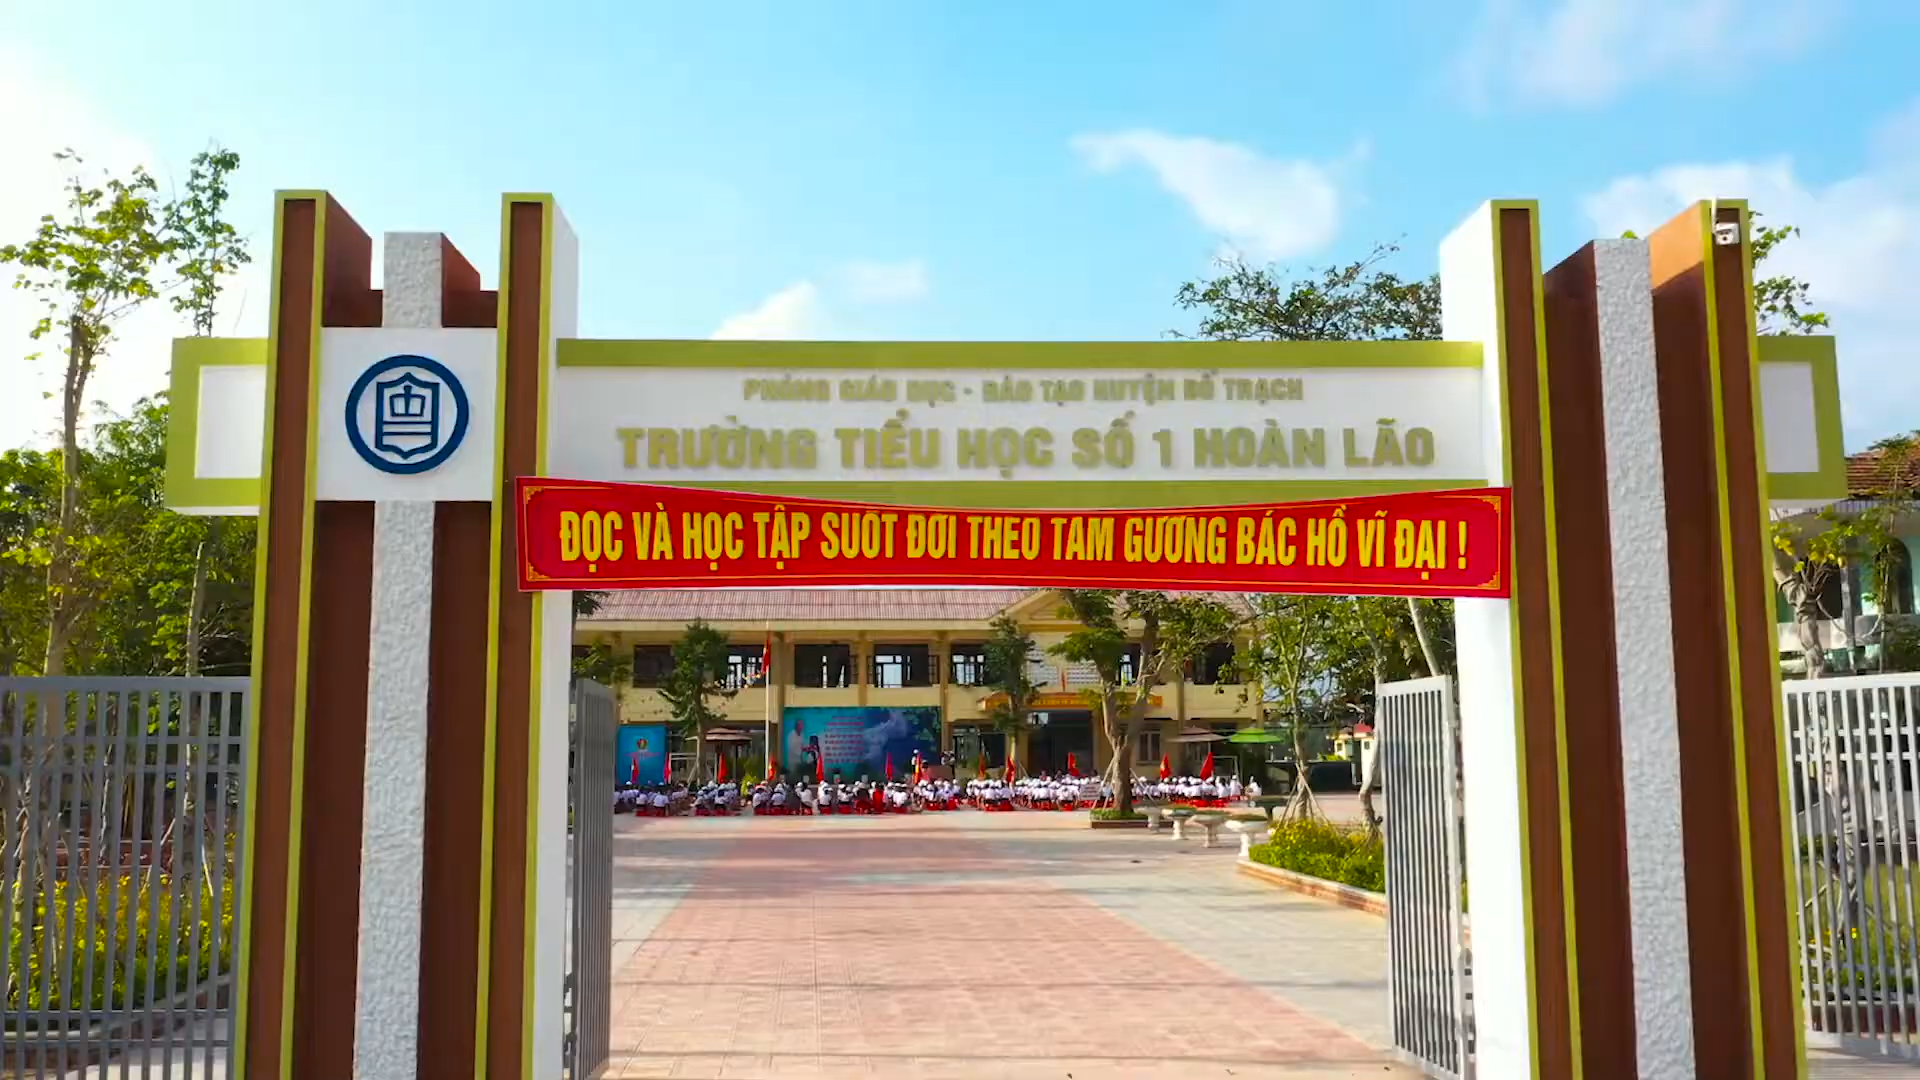 PHÒNG GIÁO DỤC - ĐÀO TẠO HUYỆN BỐ TRẠCH
TRƯỜNG TIỂU HỌC SỐ 1 HOÀN LÃO
ĐỌC VÀ HỌC TẬP SUỐT ĐỜI THEO TẤM GƯƠNG BÁC HỒ VĨ ĐẠI !